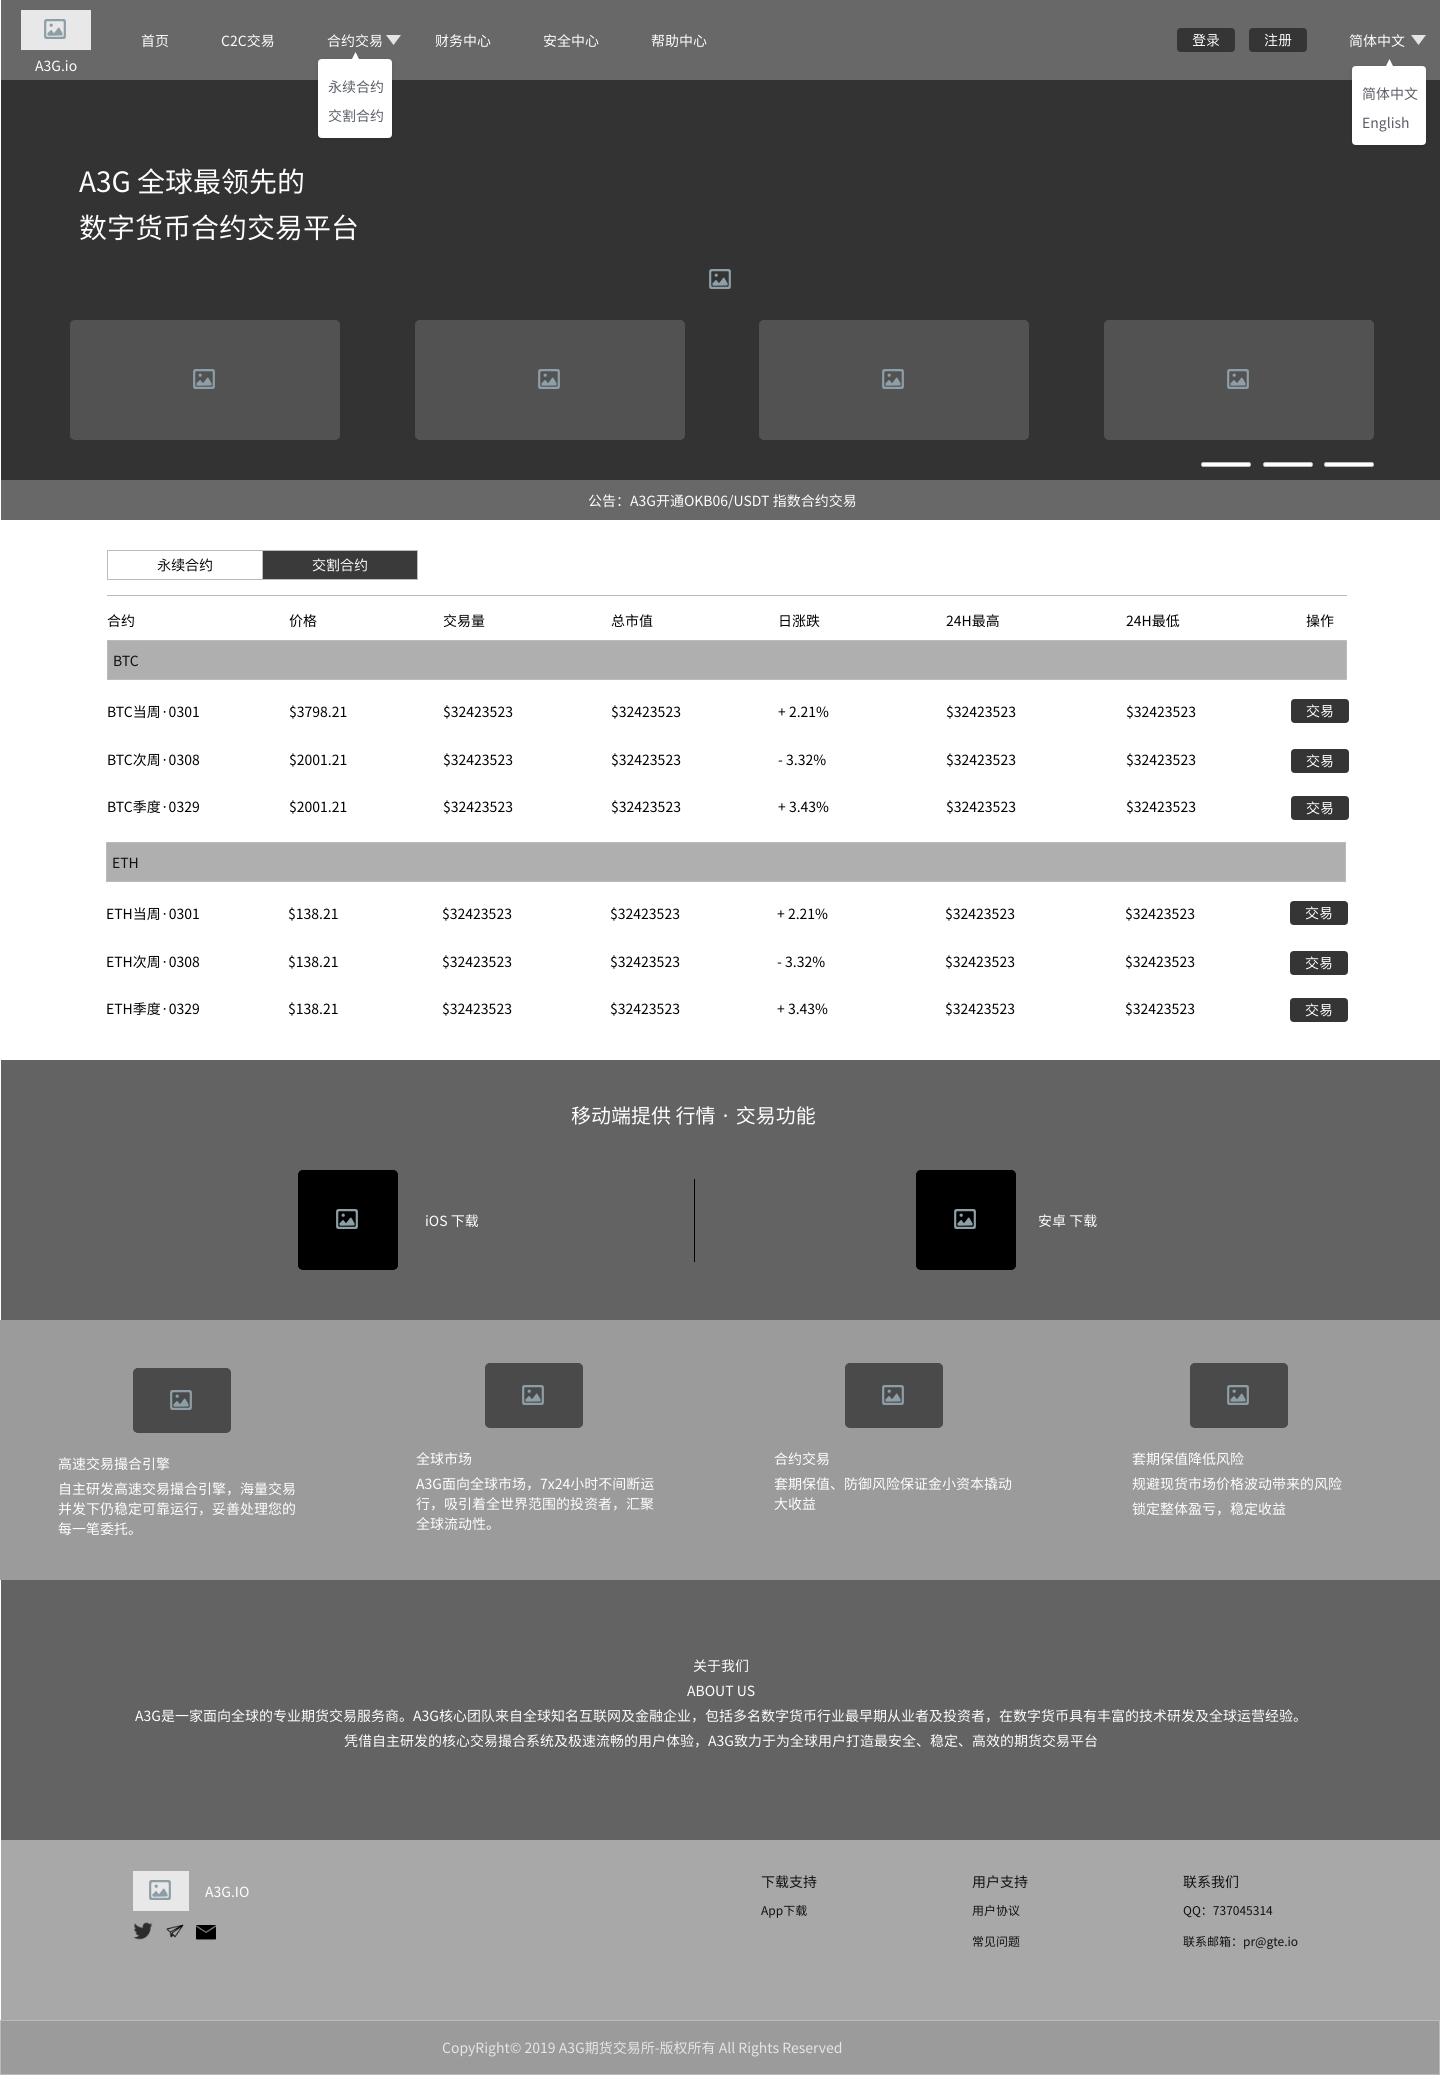 A3G.io
首页 C2C交易 合约交易 财务中心 安全中心 帮助中心 登录 注册 简体中文
永续合约
交割合约
简体中文
English
A3G 全球最领先的
数字货币合约交易平台
公告：A3G开通OKB06/USDT 指数合约交易
永续合约 交割合约
合约 价格 交易量 总市值 日涨跌 24H最高 24H最低 操作
BTC
BTC当周·0301 $3798.21 $32423523 $32423523 + 2.21% $32423523 $32423523 交易
BTC次周·0308 $2001.21 $32423523 $32423523 - 3.32% $32423523 $32423523 交易
BTC季度·0329 $2001.21 $32423523 $32423523 + 3.43% $32423523 $32423523 交易
ETH
ETH当周·0301 $138.21 $32423523 $32423523 + 2.21% $32423523 $32423523 交易
ETH次周·0308 $138.21 $32423523 $32423523 - 3.32% $32423523 $32423523 交易
ETH季度·0329 $138.21 $32423523 $32423523 + 3.43% $32423523 $32423523 交易
移动端提供 行情 · 交易功能
iOS 下载
安卓 下载
高速交易撮合引擎
自主研发高速交易撮合引擎，海量交易
并发下仍稳定可靠运行，妥善处理您的
每一笔委托。
全球市场
A3G面向全球市场，7x24小时不间断运
行，吸引着全世界范围的投资者，汇聚
全球流动性。
合约交易
套期保值、防御风险保证金小资本撬动
大收益
套期保值降低风险
规避现货市场价格波动带来的风险
锁定整体盈亏，稳定收益
关于我们
ABOUT US
A3G是一家面向全球的专业期货交易服务商。A3G核心团队来自全球知名互联网及金融企业，包括多名数字货币行业最早期从业者及投资者，在数字货币具有丰富的技术研发及全球运营经验。
凭借自主研发的核心交易撮合系统及极速流畅的用户体验，A3G致力于为全球用户打造最安全、稳定、高效的期货交易平台
A3G.IO
下载支持
App下载
用户支持
用户协议
常见问题
联系我们
QQ：737045314
联系邮箱：pr@gte.io
CopyRight© 2019 A3G期货交易所-版权所有 All Rights Reserved